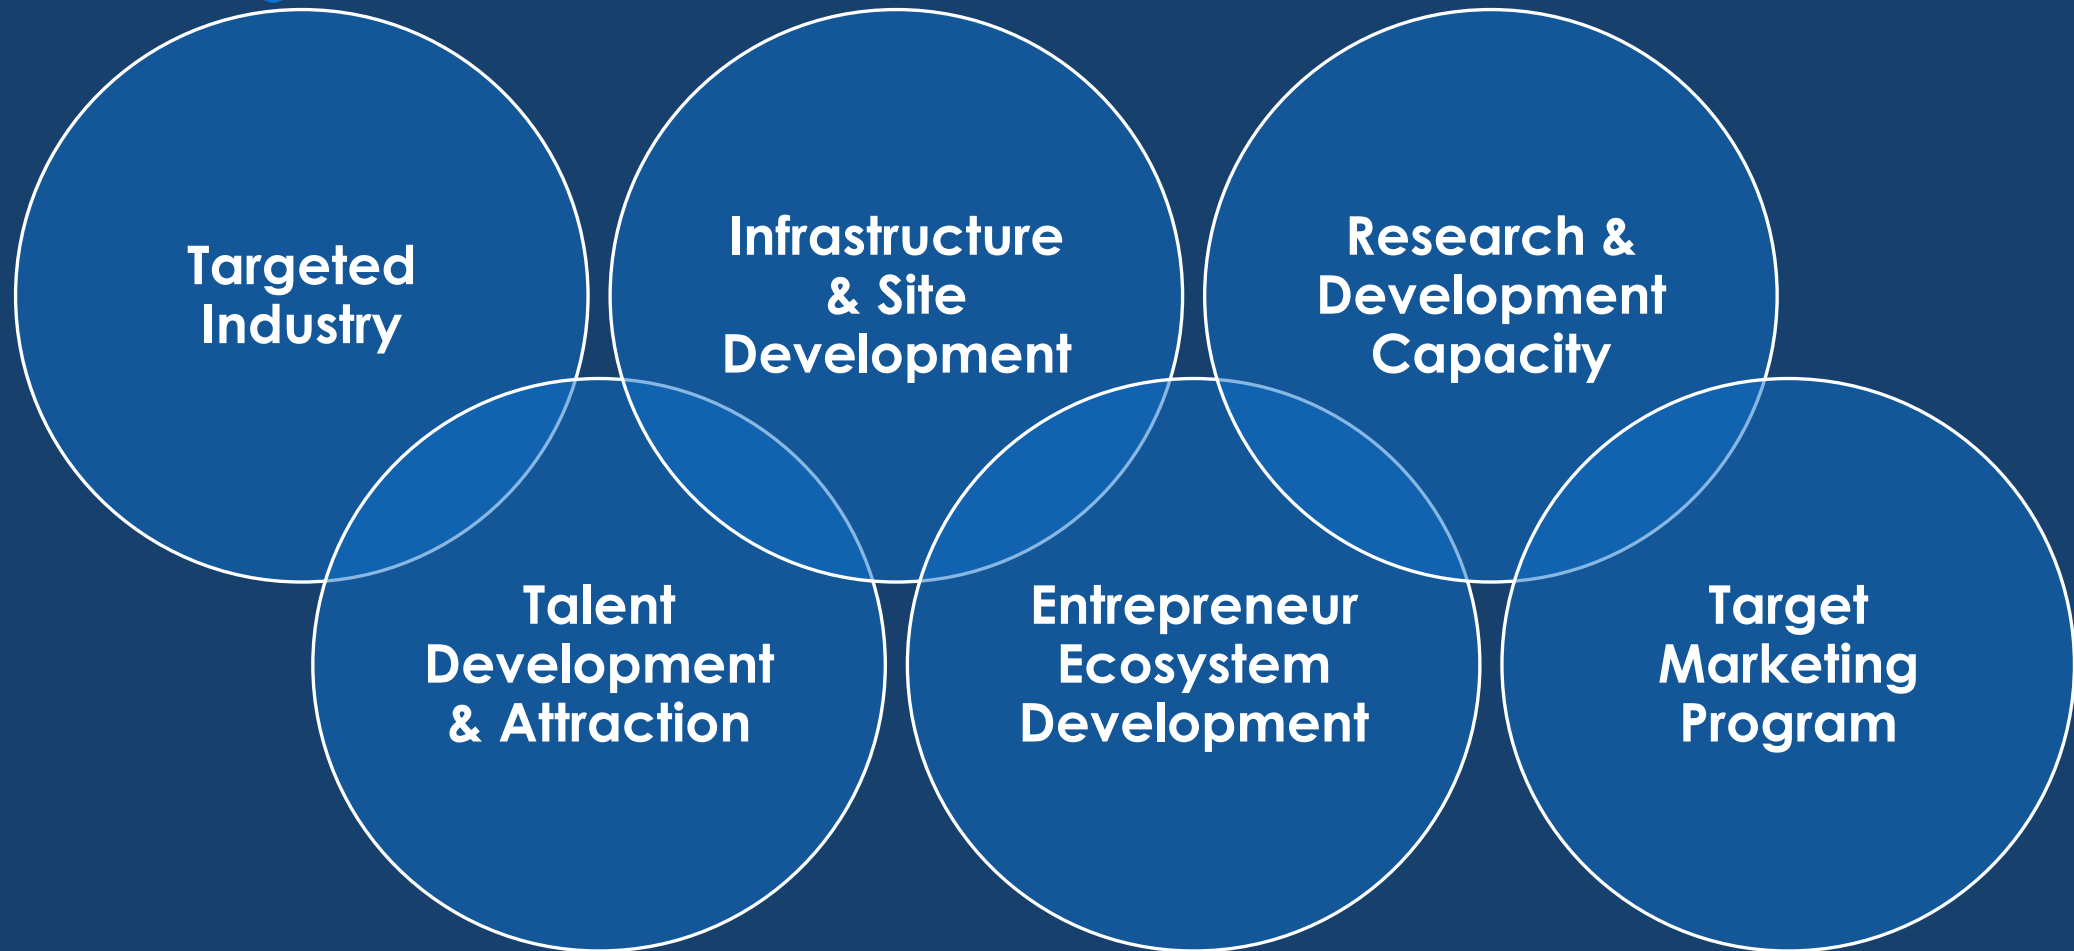 Targeted
Industry
Infrastructure
& Site
Development
Research &
Development
Capacity
Talent
Development
& Attraction
Entrepreneur
Ecosystem
Development
Target
Marketing
Program